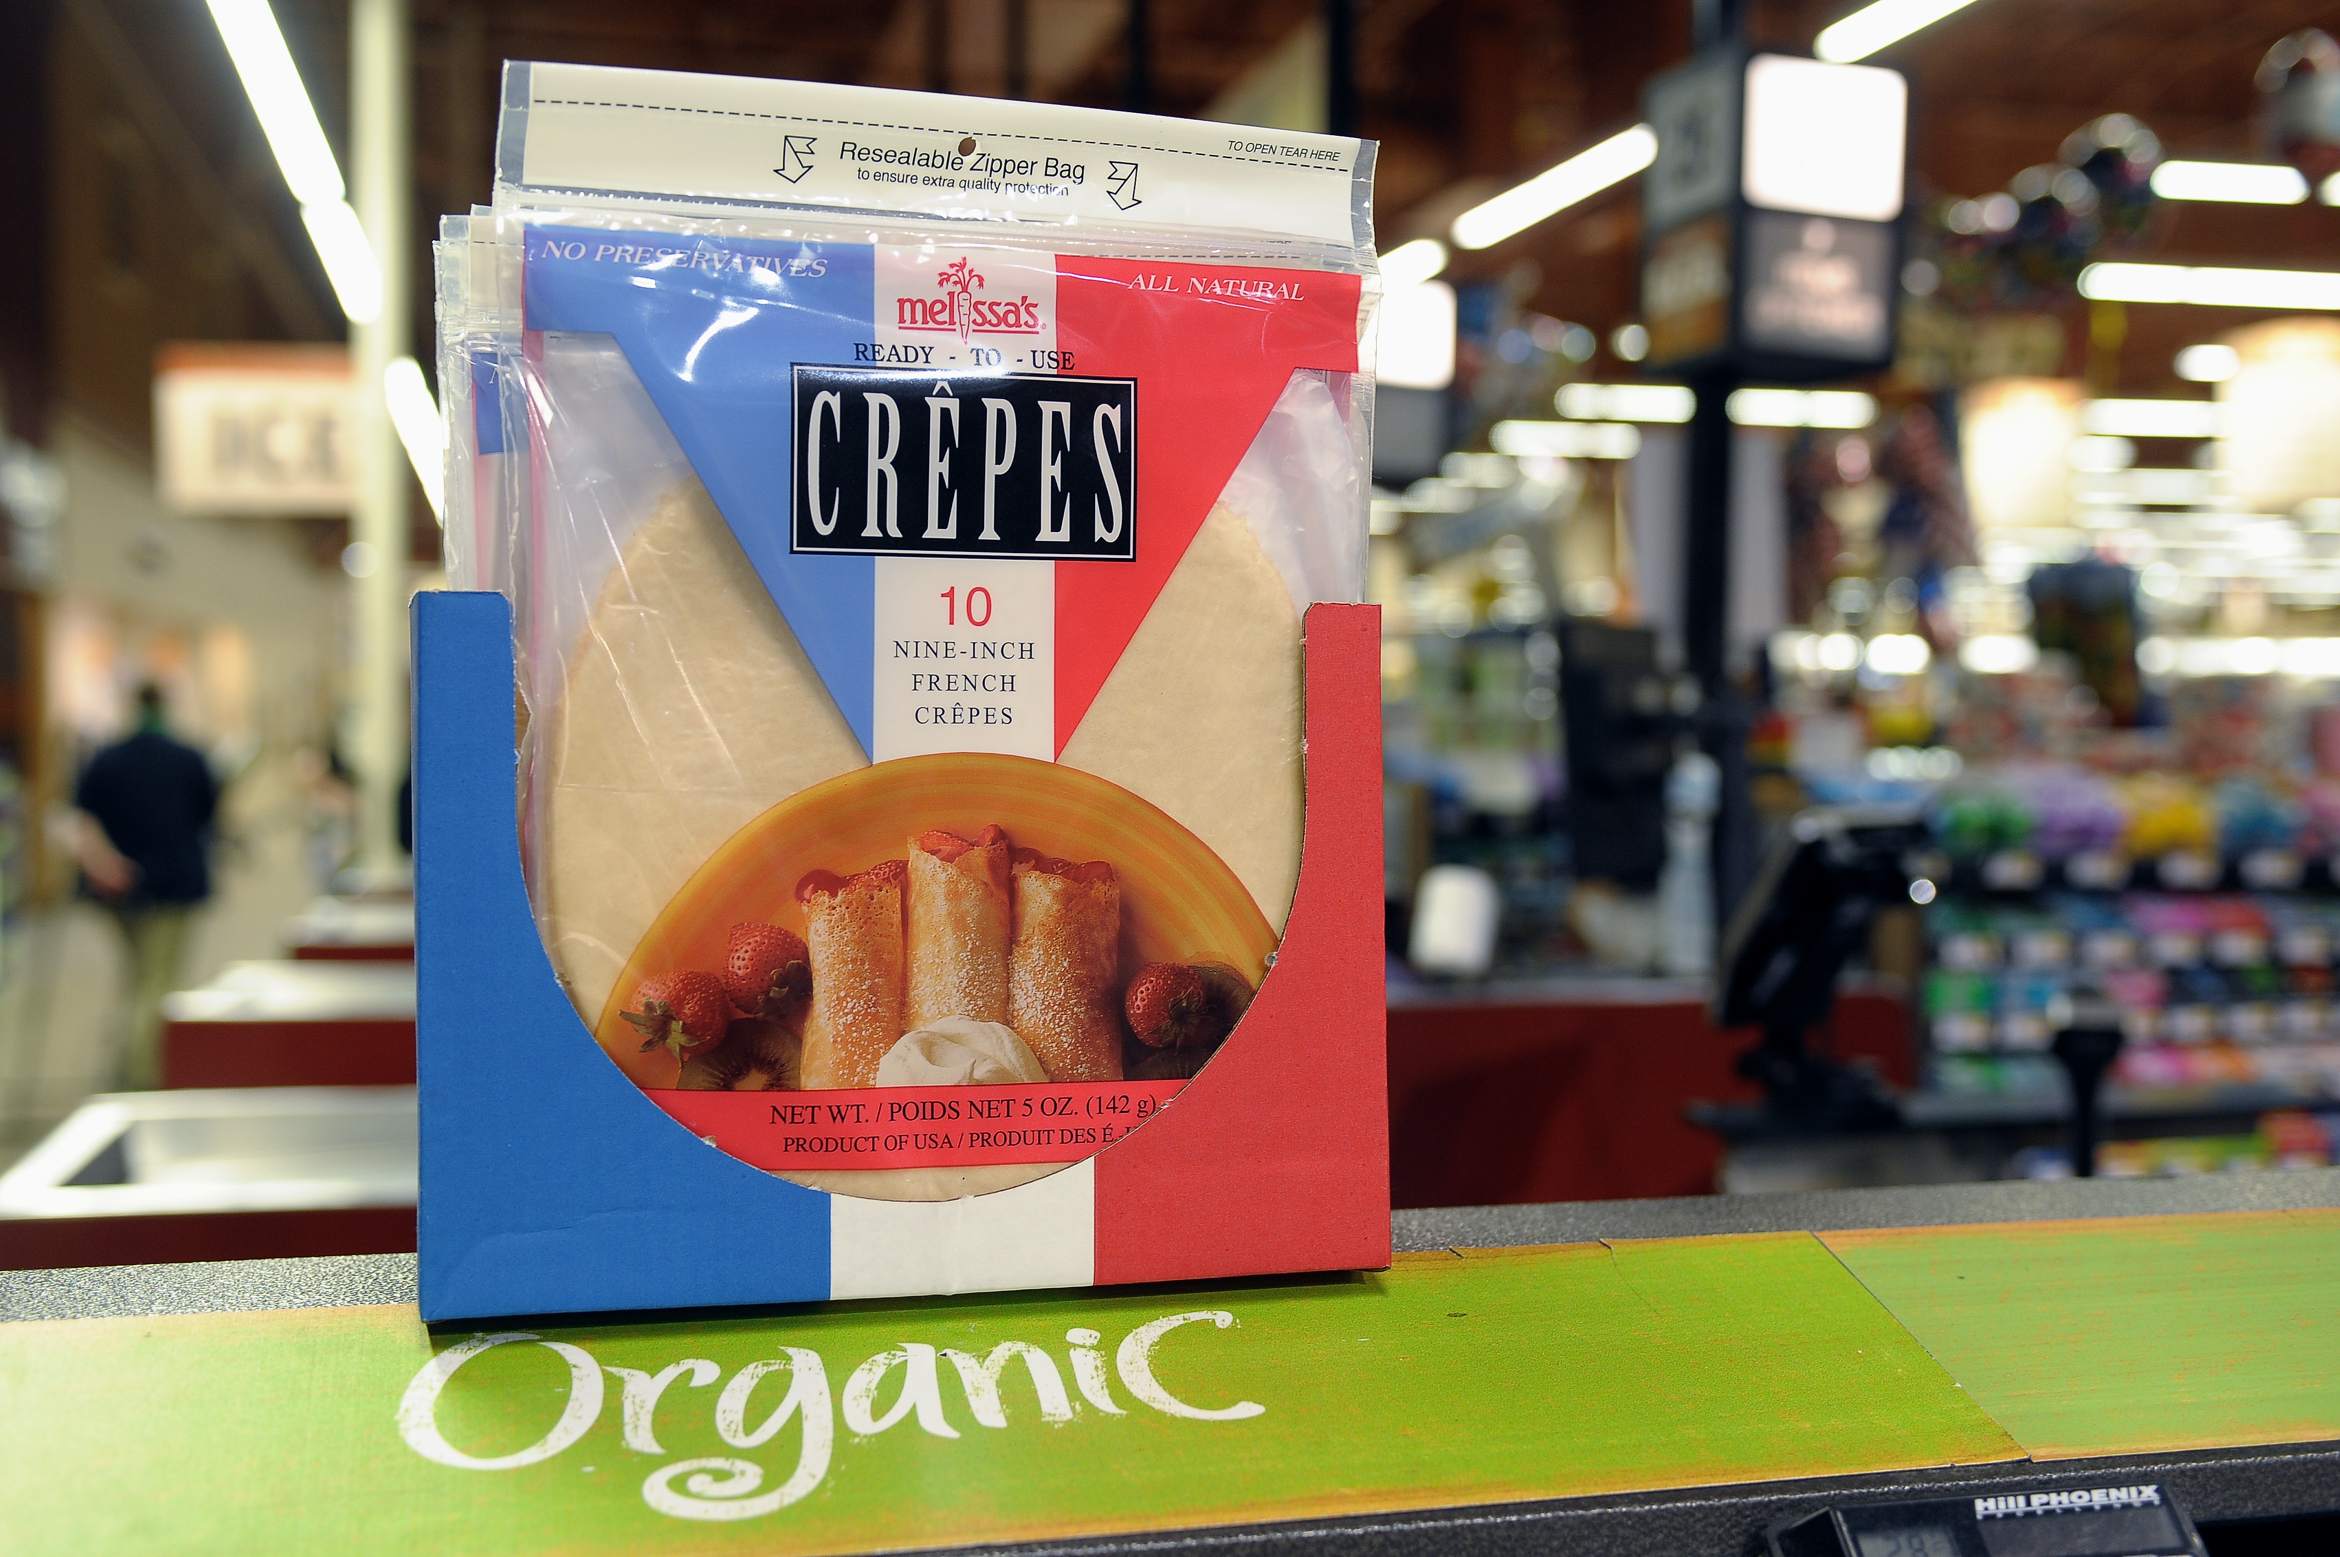 TO OPEN TEAR HERE
Resealable Zipper Bag
to ensure extra quality protection
NO PRESERVATIVES
melissa's
ALL NATURAL
READY - TO - USE
CRÊPES
10
NINE-INCH
FRENCH
CRÊPES
NET WT. / POIDS NET 5 OZ. (142 g)
PRODUCT OF USA / PRODUIT DES É.-
Organic
Hill PHOENIX
ICE